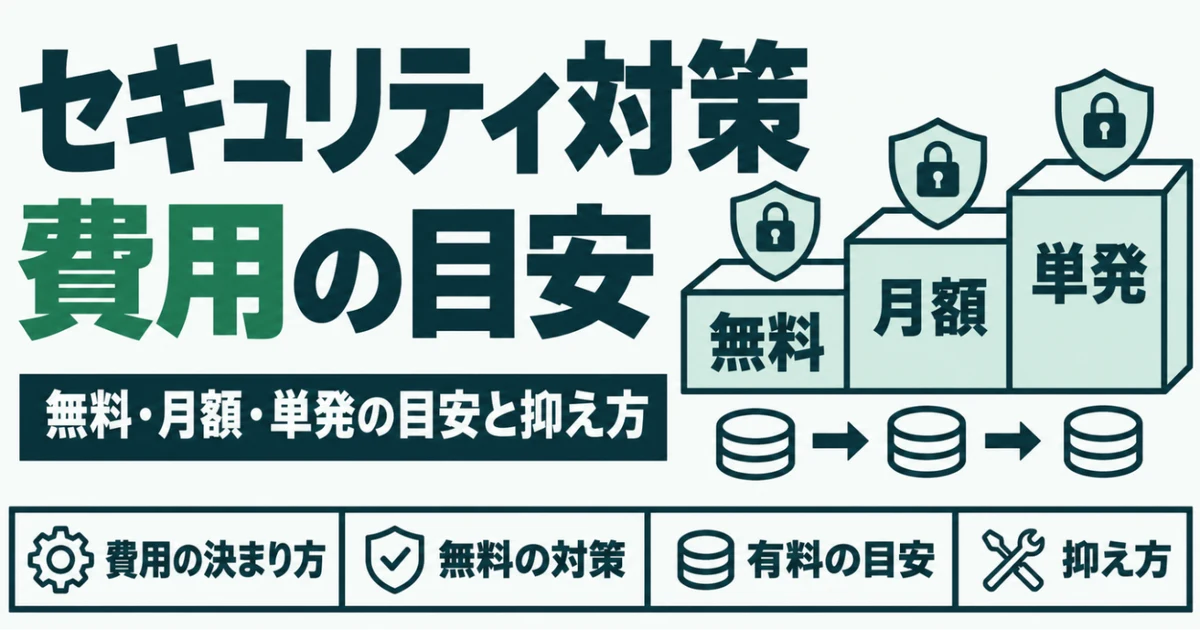 セキュリティ対策
費用の目安
無料・月額・単発の目安と抑え方
無料
月額
単発
費用の決まり方
無料の対策
有料の目安
抑え方